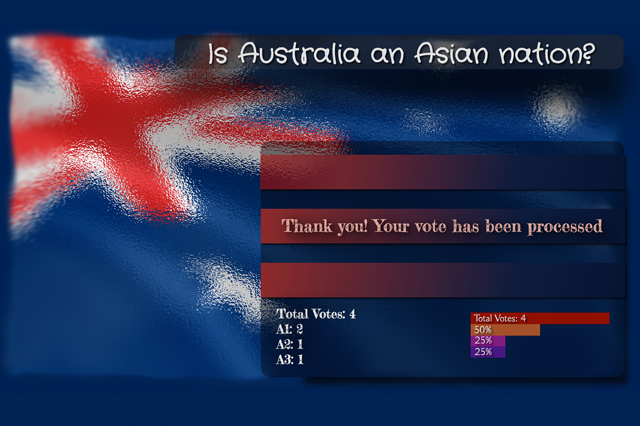 Is Australia an Asian nation?
Thank you! Your vote has been processed
Total Votes: 4
A1: 2
A2: 1
A3: 1
Total Votes: 4
50%
25%
25%